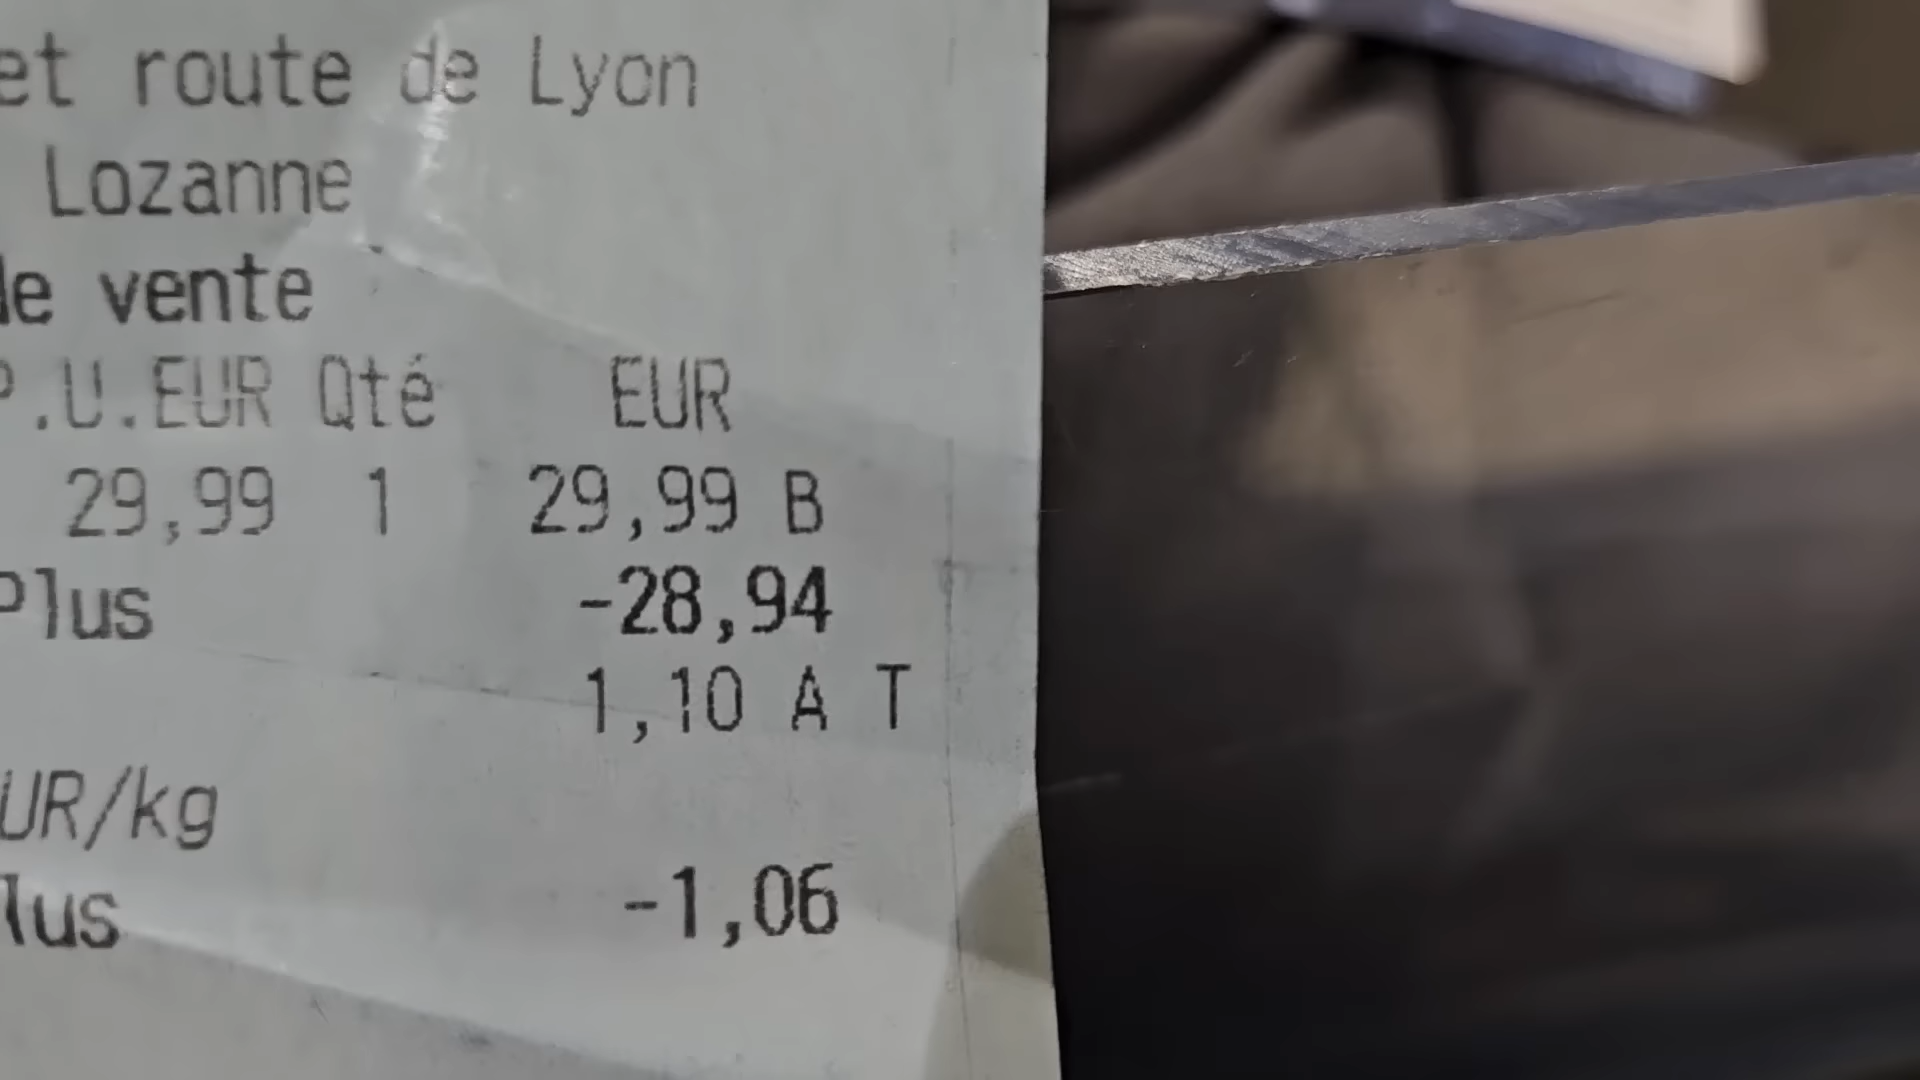 et route de Lyon
Lozanne
de vente
P.U.EUR Qté EUR
29,99 1 29,99 B
Plus -28,94
1,10 A T
UR/kg
lus -1,06